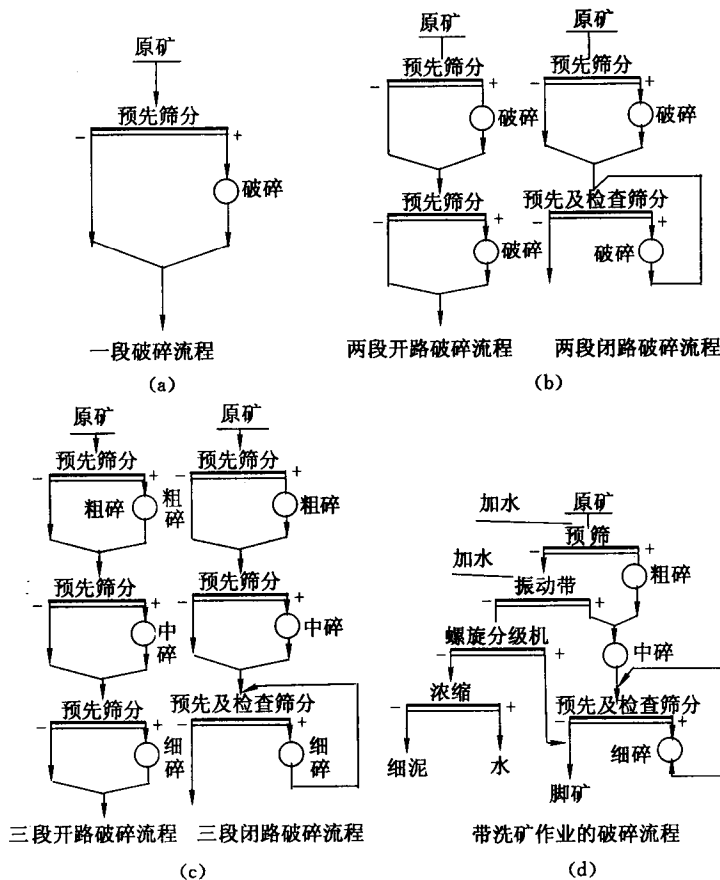 原矿
预先筛分
- +
破碎
一段破碎流程
(a)
原矿
预先筛分
- +
破碎
预先筛分
- +
破碎
两段开路破碎流程
原矿
预先筛分
- +
破碎
预先及检查筛分
- +
破碎
两段闭路破碎流程
(b)
原矿
预先筛分
- +
粗碎
粗
碎
预先筛分
- +
中
碎
预先筛分
- +
细
碎
三段开路破碎流程
原矿
预先筛分
- +
粗碎
预先筛分
- +
中碎
预先及检查筛分
- +
细
碎
三段闭路破碎流程
(c)
原矿
加水
预筛
- +
加水
粗碎
振动带
- +
螺旋分级机
- +
中碎
浓缩
- +
预先及检查筛分
- +
细碎
细泥
水
脚矿
带洗矿作业的破碎流程
(d)